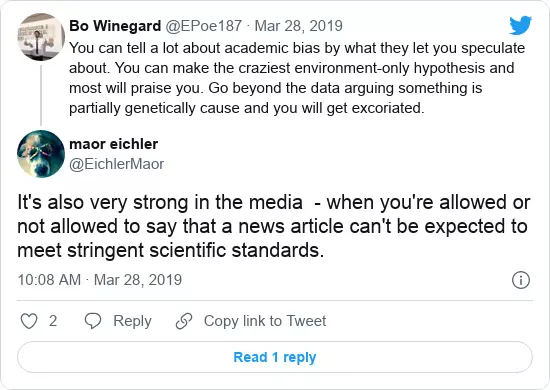 Bo Winegard @EPoe187 · Mar 28, 2019
You can tell a lot about academic bias by what they let you speculate
about. You can make the craziest environment-only hypothesis and
most will praise you. Go beyond the data arguing something is
partially genetically cause and you will get excoriated.
maor eichler
@EichlerMaor
It's also very strong in the media - when you're allowed or
not allowed to say that a news article can't be expected to
meet stringent scientific standards.
10:08 AM · Mar 28, 2019
2 Reply Copy link to Tweet
Read 1 reply